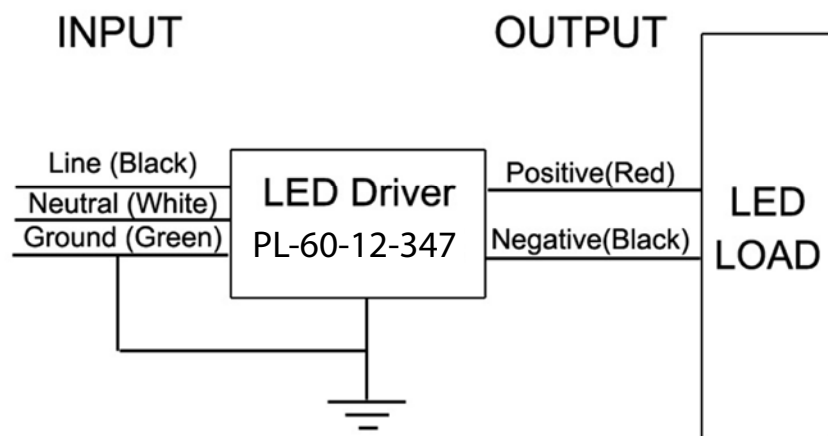 INPUT
OUTPUT
Line (Black)
Neutral (White)
Ground (Green)
LED Driver
PL-60-12-347
Positive(Red)
Negative(Black)
LED
LOAD